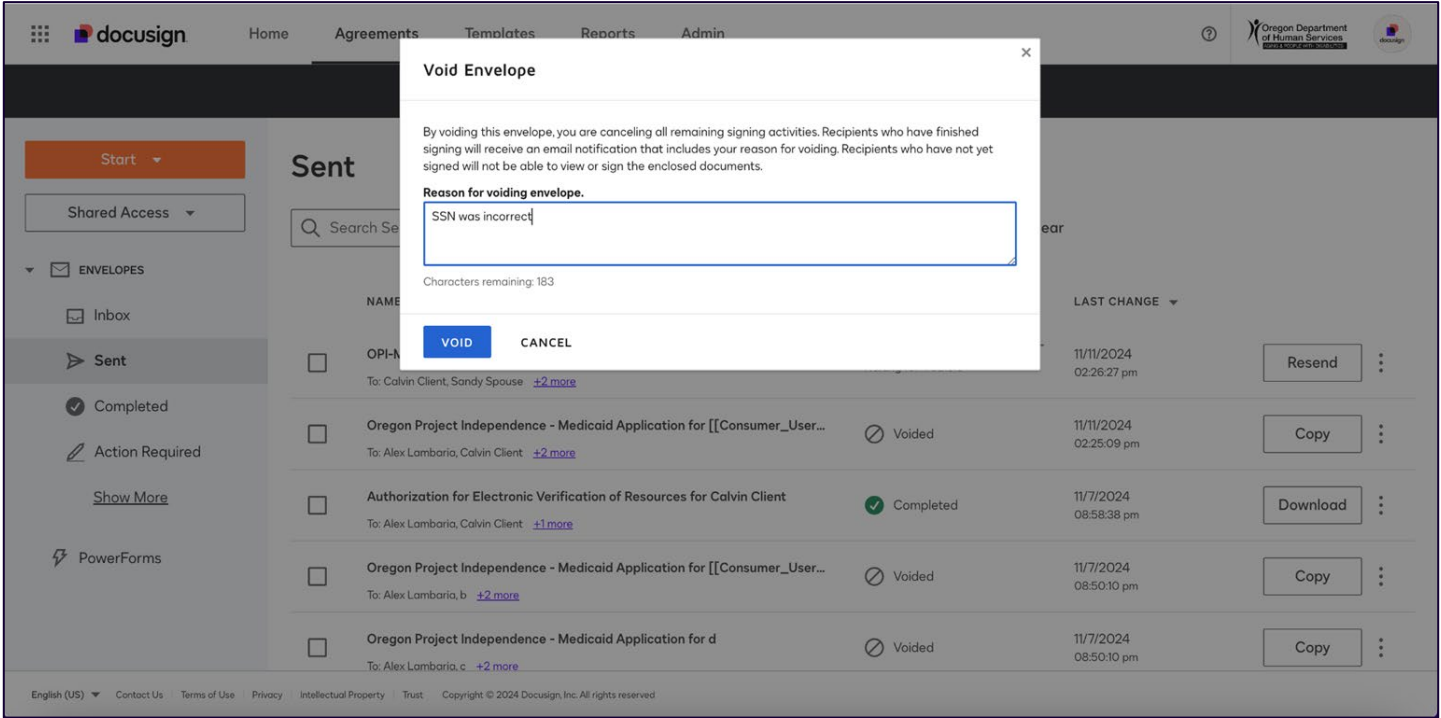 docusign Home Agreements Templates Reports Admin
Oregon Department
of Human Services
AGING & PEOPLE WITH DISABILITIES
docusign
Void Envelope
By voiding this envelope, you are canceling all remaining signing activities. Recipients who have finished
signing will receive an email notification that includes your reason for voiding. Recipients who have not yet
signed will not be able to view or sign the enclosed documents.
Reason for voiding envelope.
SSN was incorrect
Characters remaining: 183
VOID CANCEL
Start
Shared Access
ENVELOPES
Inbox
Sent
Completed
Action Required
Show More
PowerForms
Sent
Search Se
ear
NAME LAST CHANGE
OPI-M 11/11/2024 Resend
To: Calvin Client, Sandy Spouse +2 more 02:26:27 pm
Oregon Project Independence - Medicaid Application for [[Consumer_User... Voided 11/11/2024 Copy
To: Alex Lambaria, Calvin Client +2 more 02:25:09 pm
Authorization for Electronic Verification of Resources for Calvin Client Completed 11/7/2024 Download
To: Alex Lambaria, Calvin Client +1 more 08:58:38 pm
Oregon Project Independence - Medicaid Application for [[Consumer_User... Voided 11/7/2024 Copy
To: Alex Lambaria, b +2 more 08:50:10 pm
Oregon Project Independence - Medicaid Application for d Voided 11/7/2024 Copy
To: Alex Lambaria, c +2 more 08:50:10 pm
English (US) Contact Us Terms of Use Privacy Intellectual Property Trust Copyright © 2024 Docusign, Inc. All rights reserved